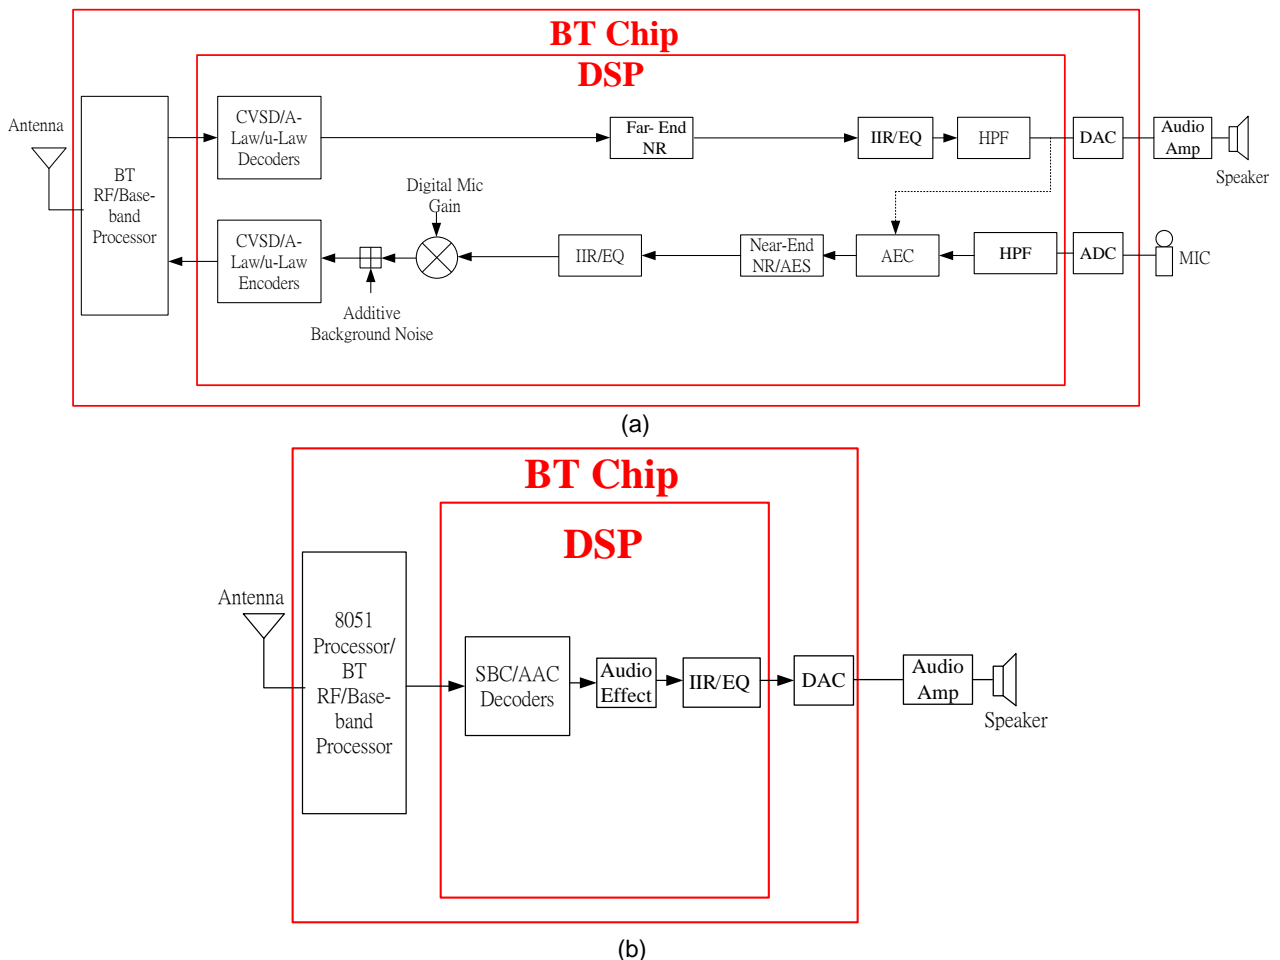 BT Chip
DSP
Antenna
BT
RF/Base-
band
Processor
CVSD/A-
Law/u-Law
Decoders
Far- End
NR
IIR/EQ
HPF
DAC
Audio
Amp
Speaker
Digital Mic
Gain
CVSD/A-
Law/u-Law
Encoders
Additive
Background Noise
IIR/EQ
Near-End
NR/AES
AEC
HPF
ADC
MIC
(a)
BT Chip
DSP
Antenna
8051
Processor/
BT
RF/Base-
band
Processor
SBC/AAC
Decoders
Audio
Effect
IIR/EQ
DAC
Audio
Amp
Speaker
(b)